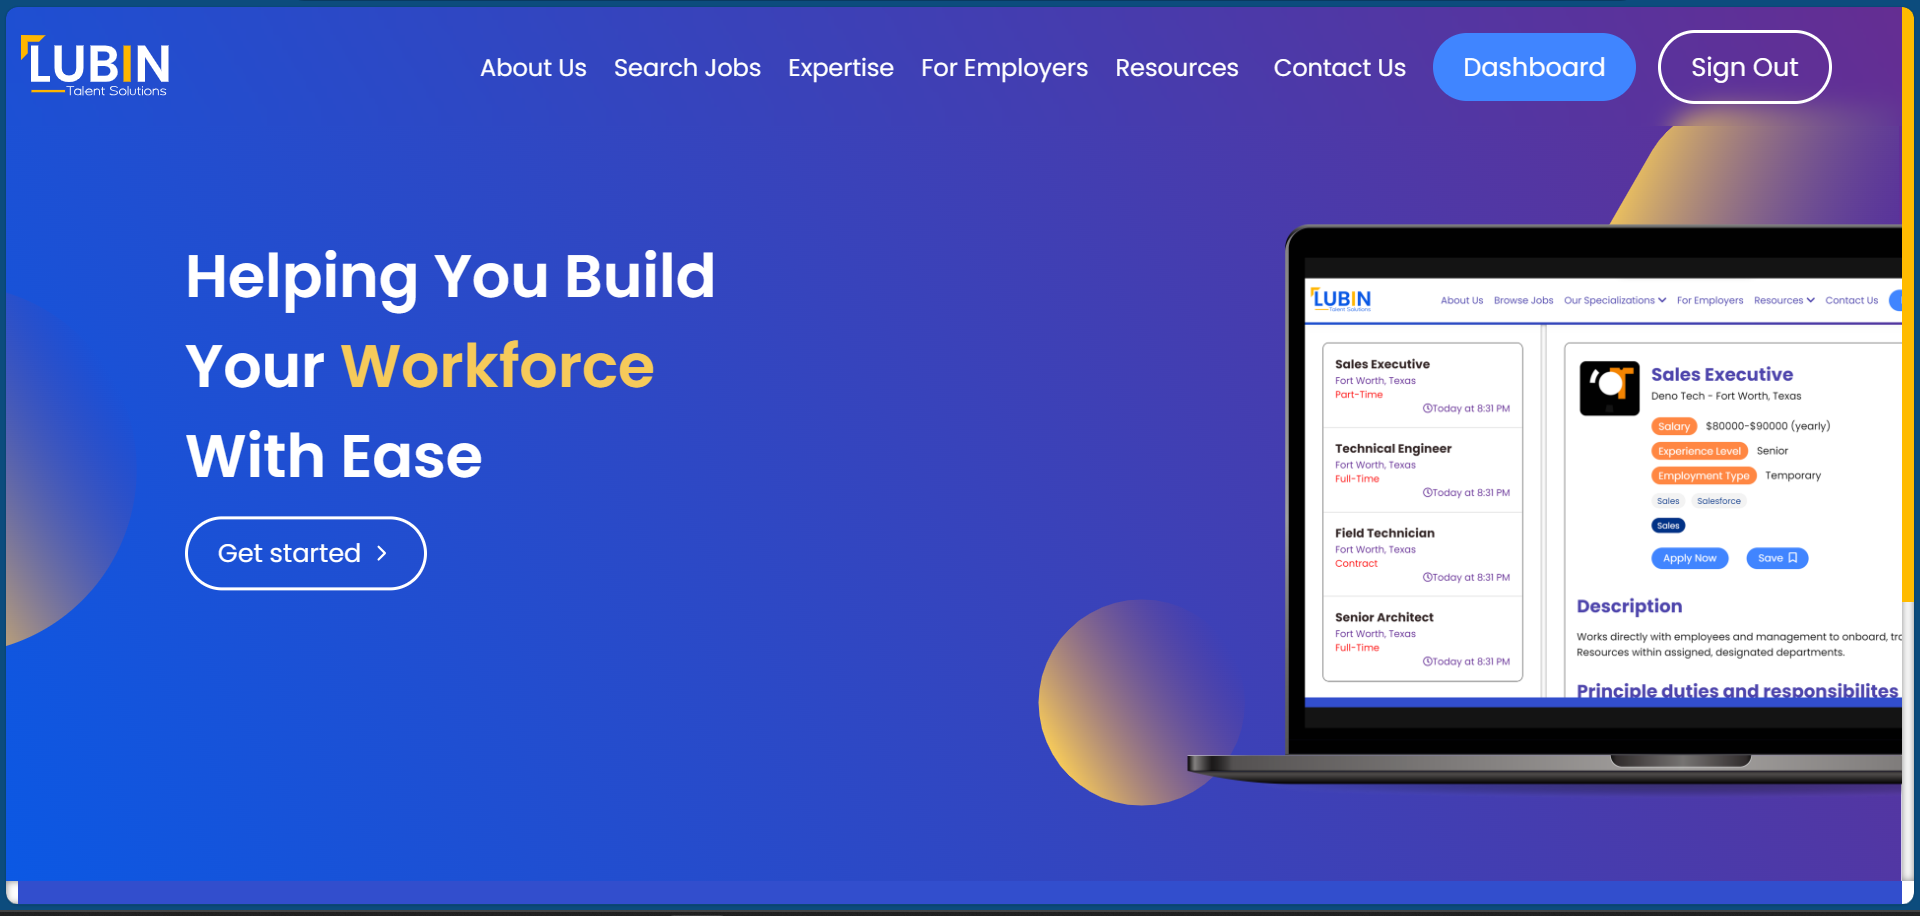 LUBIN
Talent Solutions
About Us Search Jobs Expertise For Employers Resources Contact Us Dashboard Sign Out
Helping You Build
Your Workforce
With Ease
Get started
LUBIN
Talent Solutions
About Us Browse Jobs Our Specializations For Employers Resources Contact Us
Sales Executive
Fort Worth, Texas
Part-Time
Today at 8:31 PM
Technical Engineer
Fort Worth, Texas
Full-Time
Today at 8:31 PM
Field Technician
Fort Worth, Texas
Contract
Today at 8:31 PM
Senior Architect
Fort Worth, Texas
Full-Time
Today at 8:31 PM
Sales Executive
Deno Tech - Fort Worth, Texas
Salary $80000-$90000 (yearly)
Experience Level Senior
Employment Type Temporary
Sales Salesforce
Sales
Apply Now Save
Description
Works directly with employees and management to onboard,
Resources within assigned, designated departments.
Principle duties and responsibilites